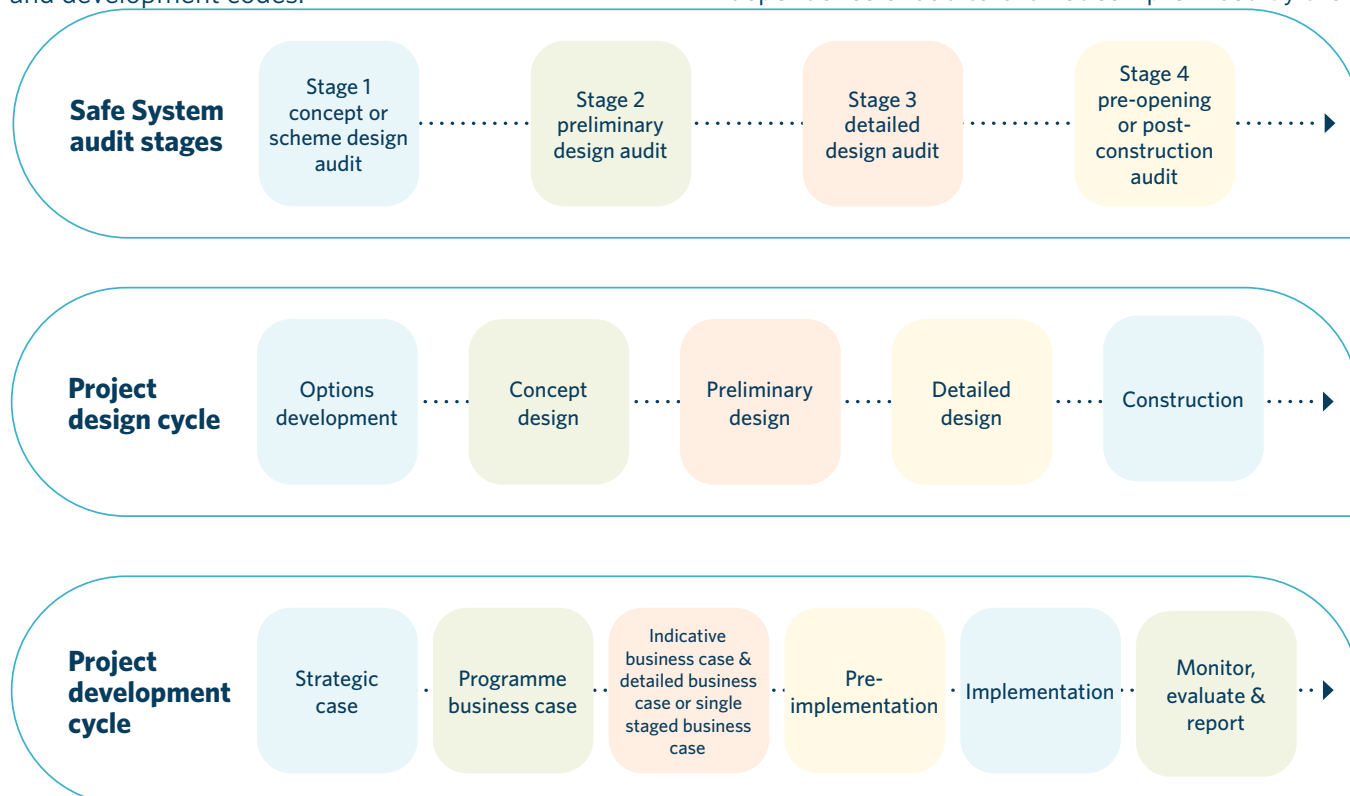 and development codes.
Safe System
audit stages
Stage 1
concept or
scheme design
audit
Stage 2
preliminary
design audit
Stage 3
detailed
design audit
Stage 4
pre-opening
or post-
construction
audit
Project
design cycle
Options
development
Concept
design
Preliminary
design
Detailed
design
Construction
Project
development
cycle
Strategic
case
Programme
business case
Indicative
business case &
detailed business
case or single
staged business
case
Pre-
implementation
Implementation
Monitor,
evaluate &
report